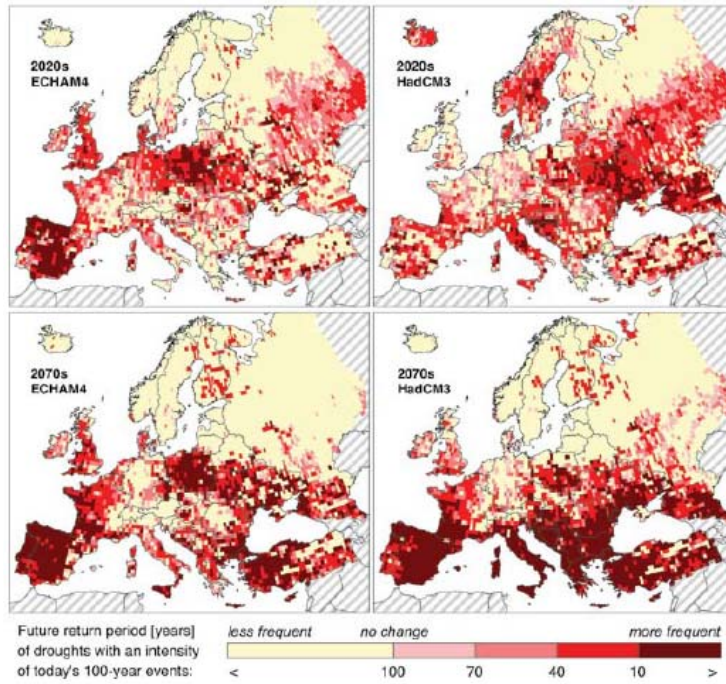 2020s
ECHAM4
2020s
HadCM3
2070s
ECHAM4
2070s
HadCM3
Future return period [years]
of droughts with an intensity
of today's 100-year events:
less frequent no change more frequent
< 100 70 40 10 >